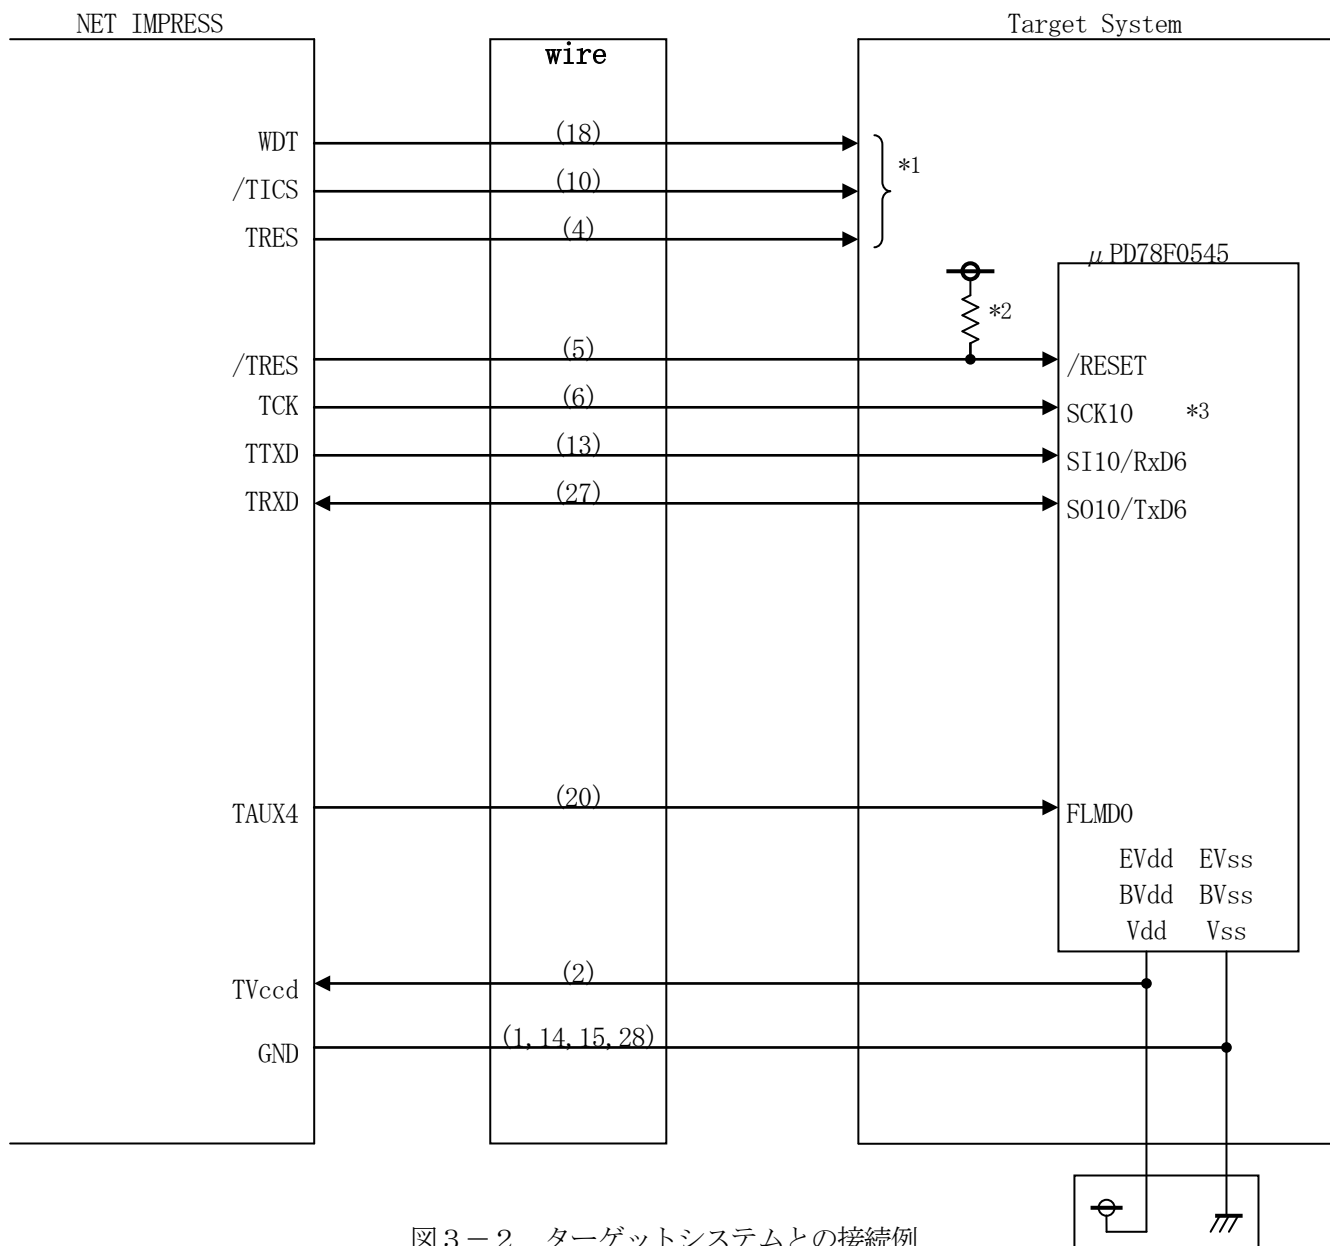 NET IMPRESS
Target System
wire
WDT (18)
*1
/TICS (10)
TRES (4)
μPD78F0545
*2
/TRES (5) /RESET
TCK (6) SCK10 *3
TTXD (13) SI10/RxD6
TRXD (27) SO10/TxD6
TAUX4 (20) FLMD0
EVdd EVss
BVdd BVss
Vdd Vss
TVccd (2)
GND (1,14,15,28)
図3-2 ターゲットシステムとの接続例